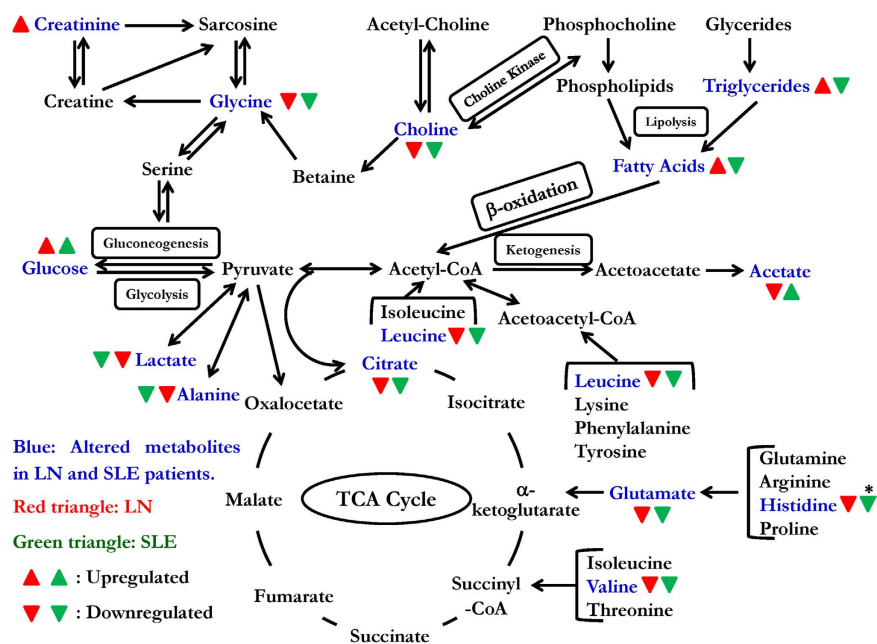 Creatinine
Sarcosine
Acetyl-Choline
Phosphocholine
Glycerides
Creatine
Glycine
Choline Kinase
Phospholipids
Triglycerides
Choline
Lipolysis
Serine
Betaine
Fatty Acids
β-oxidation
Gluconeogenesis
Ketogenesis
Glucose
Pyruvate
Acetyl-CoA
Acetoacetate
Acetate
Glycolysis
Isoleucine
Leucine
Acetoacetyl-CoA
Lactate
Citrate
Alanine
Oxalocetate
Isocitrate
Leucine
Lysine
Phenylalanine
Tyrosine
Blue: Altered metabolites
in LN and SLE patients.
Red triangle: LN
Green triangle: SLE
: Upregulated
: Downregulated
Malate
TCA Cycle
α-
ketoglutarate
Glutamate
Glutamine
Arginine
Histidine *
Proline
Fumarate
Succinyl
-CoA
Isoleucine
Valine
Threonine
Succinate